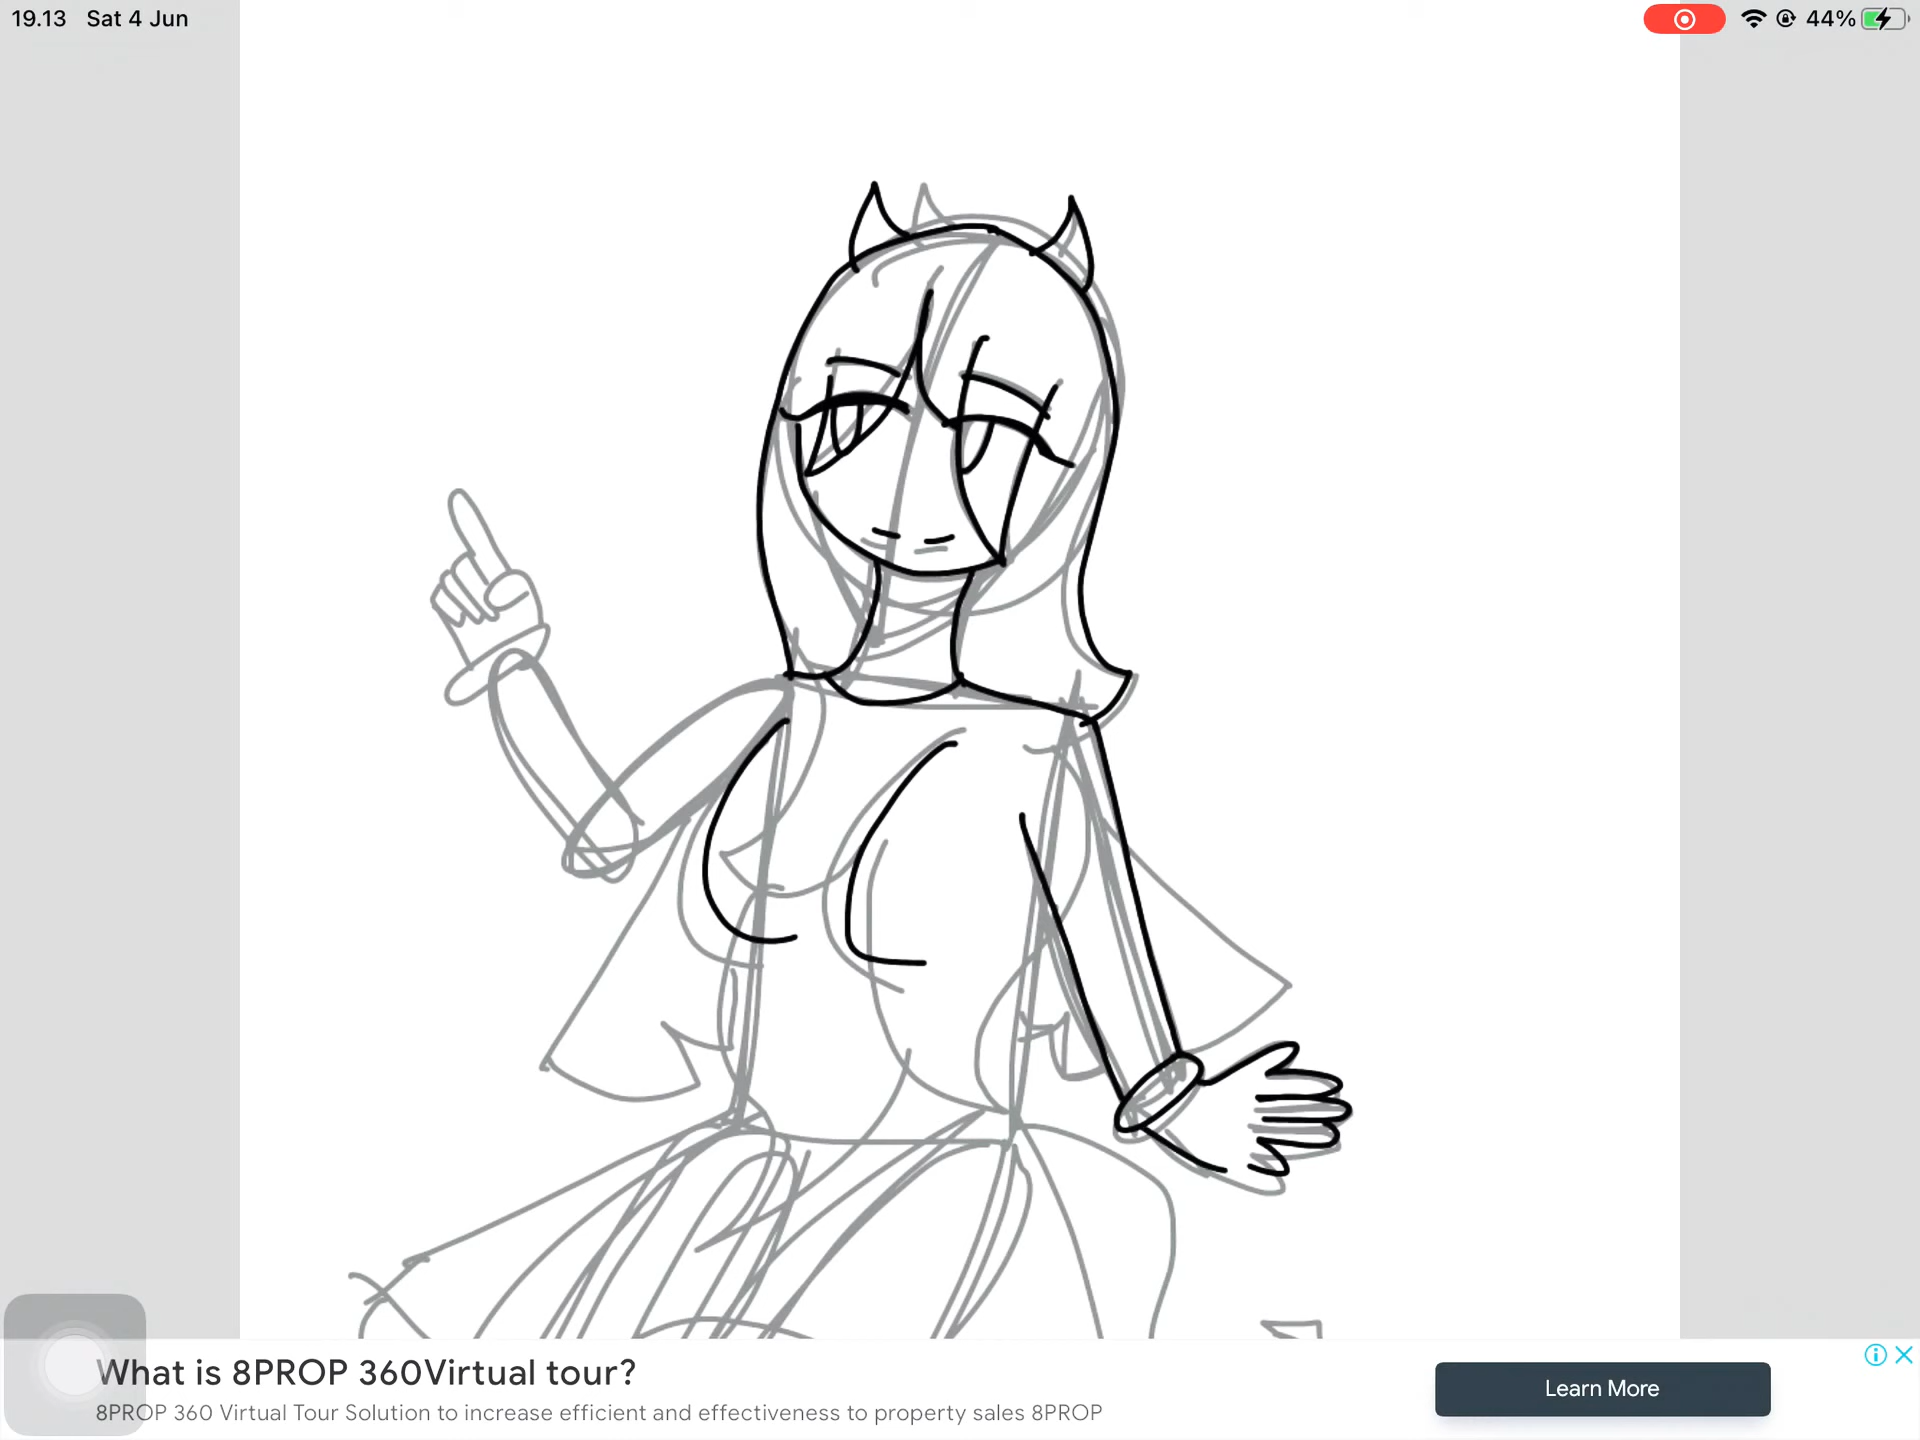 19.13 Sat 4 Jun
44%
What is 8PROP 360Virtual tour?
8PROP 360 Virtual Tour Solution to increase efficient and effectiveness to property sales 8PROP
Learn More